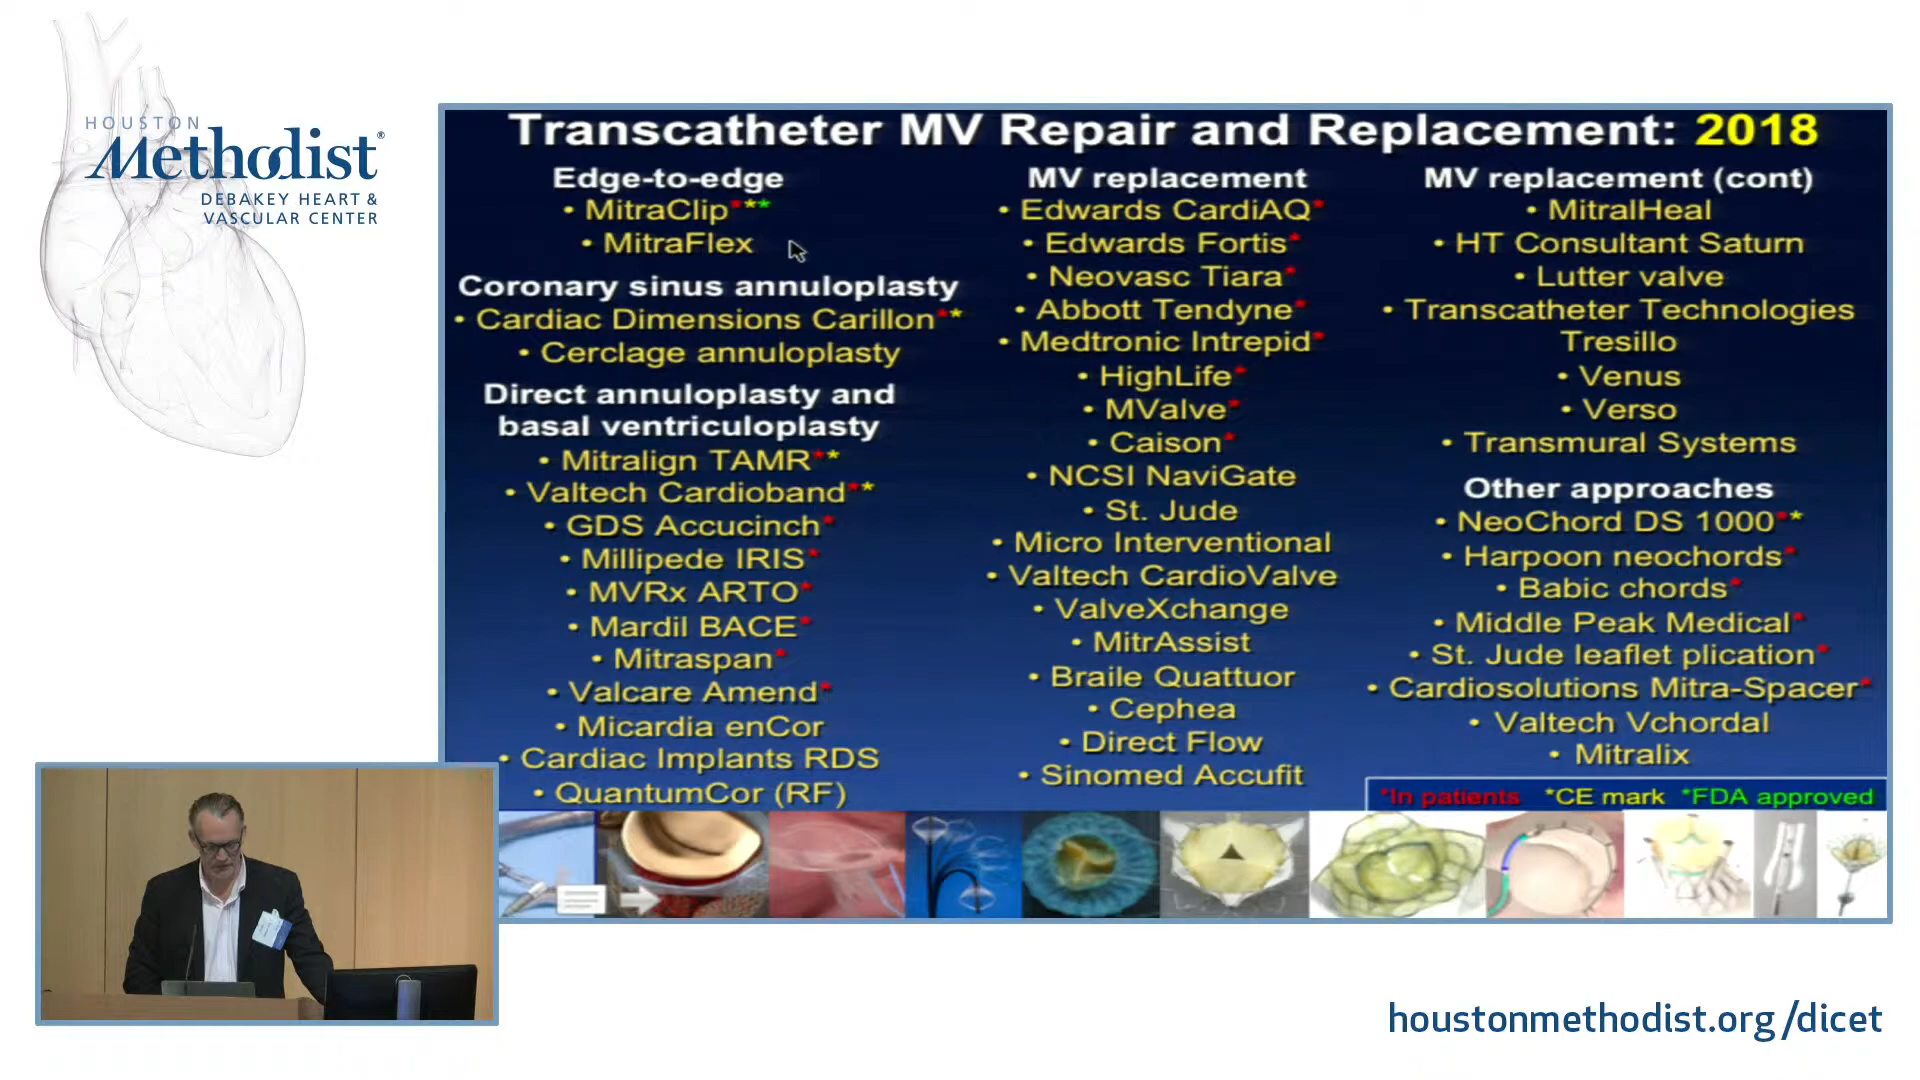 HOUSTON
Methodist®
DEBAKEY HEART &
VASCULAR CENTER
Transcatheter MV Repair and Replacement: 2018
Edge-to-edge
• MitraClip***
• MitraFlex
Coronary sinus annuloplasty
• Cardiac Dimensions Carillon**
• Cerclage annuloplasty
Direct annuloplasty and
basal ventriculoplasty
• Mitralign TAMR**
• Valtech Cardioband**
• GDS Accucinch*
• Millipede IRIS*
• MVRx ARTO*
• Mardil BACE*
• Mitraspan*
• Valcare Amend*
• Micardia enCor
• Cardiac Implants RDS
• QuantumCor (RF)
MV replacement
• Edwards CardiAQ*
• Edwards Fortis*
• Neovasc Tiara*
• Abbott Tendyne*
• Medtronic Intrepid*
• HighLife*
• MValve*
• Caison*
• NCSI NaviGate
• St. Jude
• Micro Interventional
• Valtech CardioValve
• ValveXchange
• MitrAssist
• Braile Quattuor
• Cephea
• Direct Flow
• Sinomed Accufit
MV replacement (cont)
• MitralHeal
• HT Consultant Saturn
• Lutter valve
• Transcatheter Technologies
Tresillo
• Venus
• Verso
• Transmural Systems
Other approaches
• NeoChord DS 1000**
• Harpoon neochords*
• Babic chords*
• Middle Peak Medical*
• St. Jude leaflet plication*
• Cardiosolutions Mitra-Spacer*
• Valtech Vchordal
• Mitralix
*In patients *CE mark *FDA approved
houstonmethodist.org/dicet